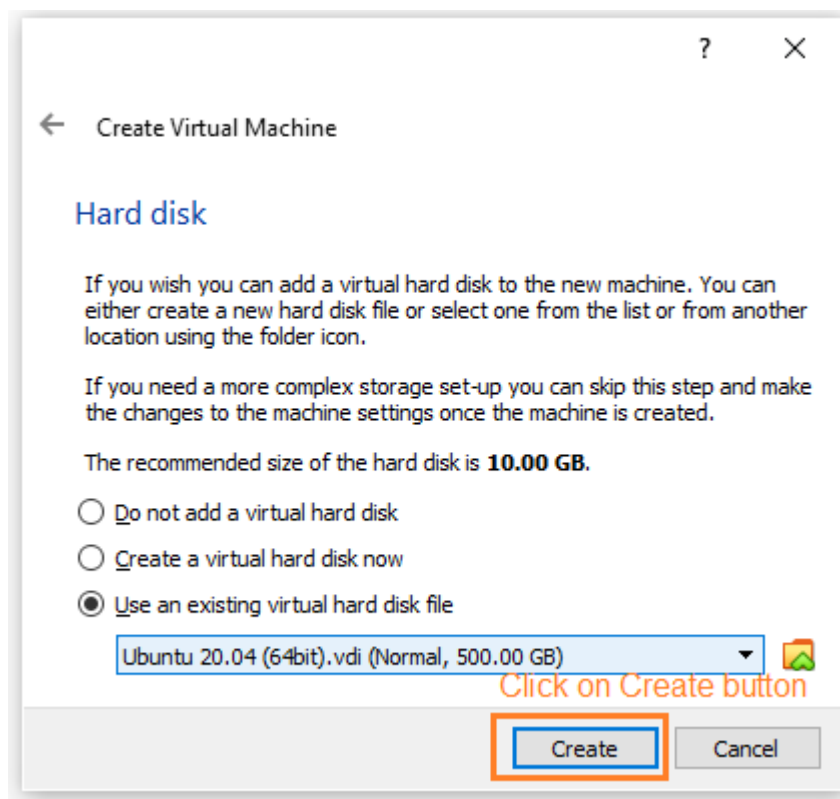 ?
Create Virtual Machine
Hard disk
If you wish you can add a virtual hard disk to the new machine. You can
either create a new hard disk file or select one from the list or from another
location using the folder icon.
If you need a more complex storage set-up you can skip this step and make
the changes to the machine settings once the machine is created.
The recommended size of the hard disk is 10.00 GB.
Do not add a virtual hard disk
Create a virtual hard disk now
Use an existing virtual hard disk file
Ubuntu 20.04 (64bit).vdi (Normal, 500.00 GB)
Click on Create button
Create Cancel